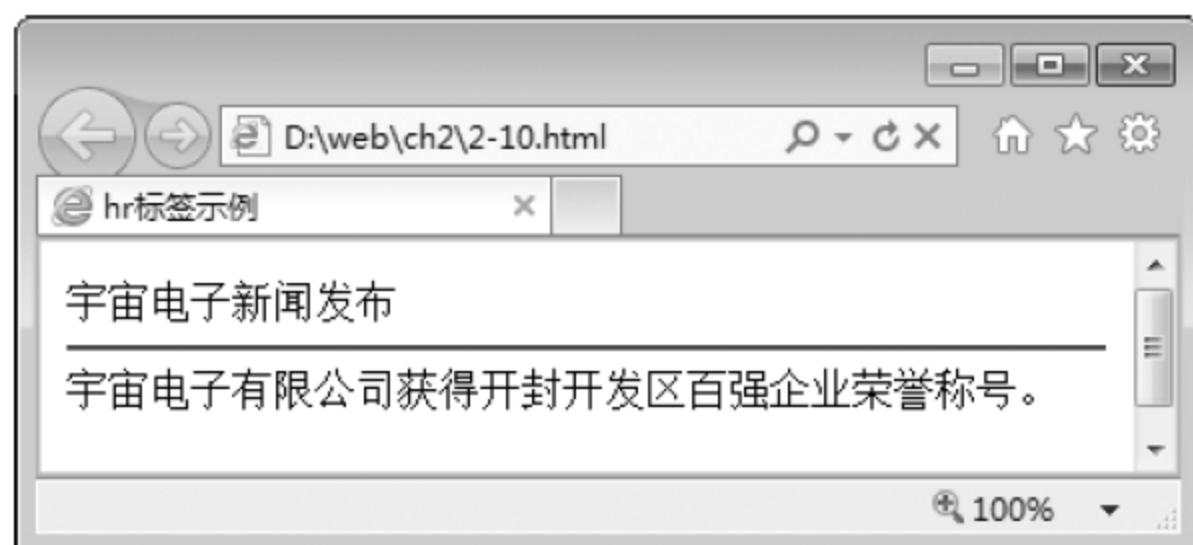 D:\web\ch2\2-10.html
hr标签示例
宇宙电子新闻发布
宇宙电子有限公司获得开封开发区百强企业荣誉称号。
100%